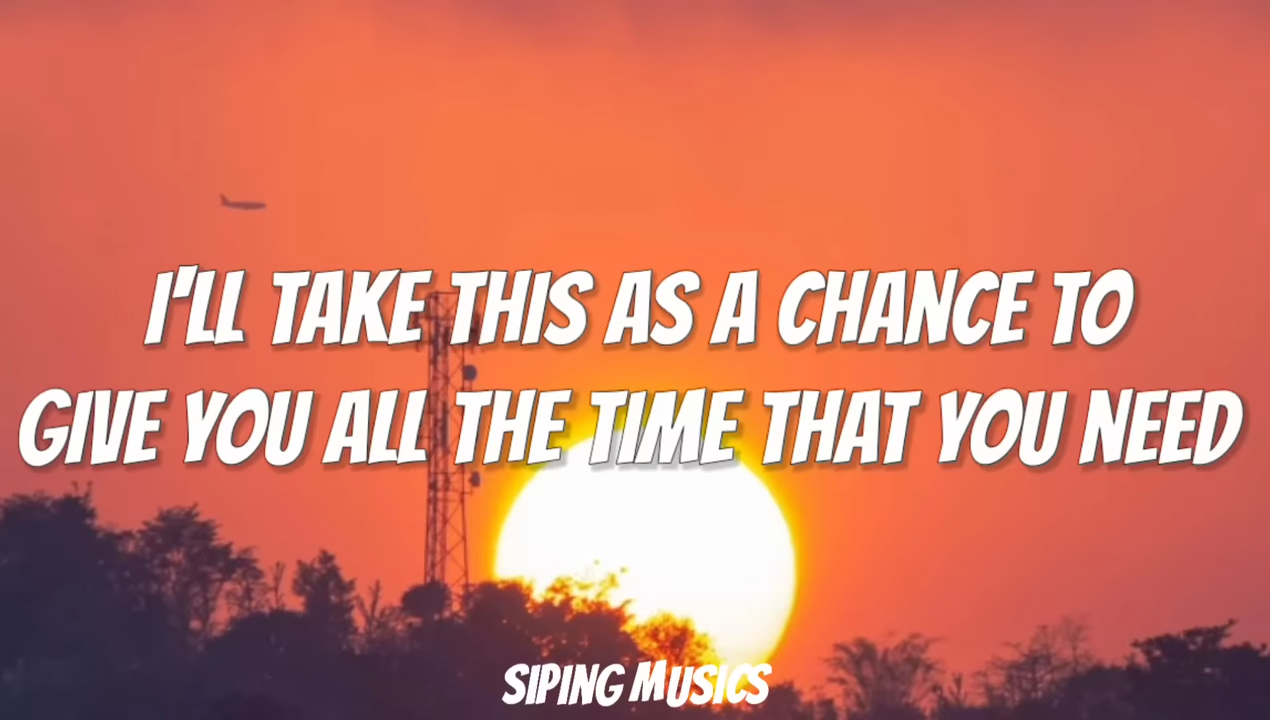 I'LL TAKE THIS AS A CHANCE TO
GIVE YOU ALL THE TIME THAT YOU NEED
SIPING MUSICS